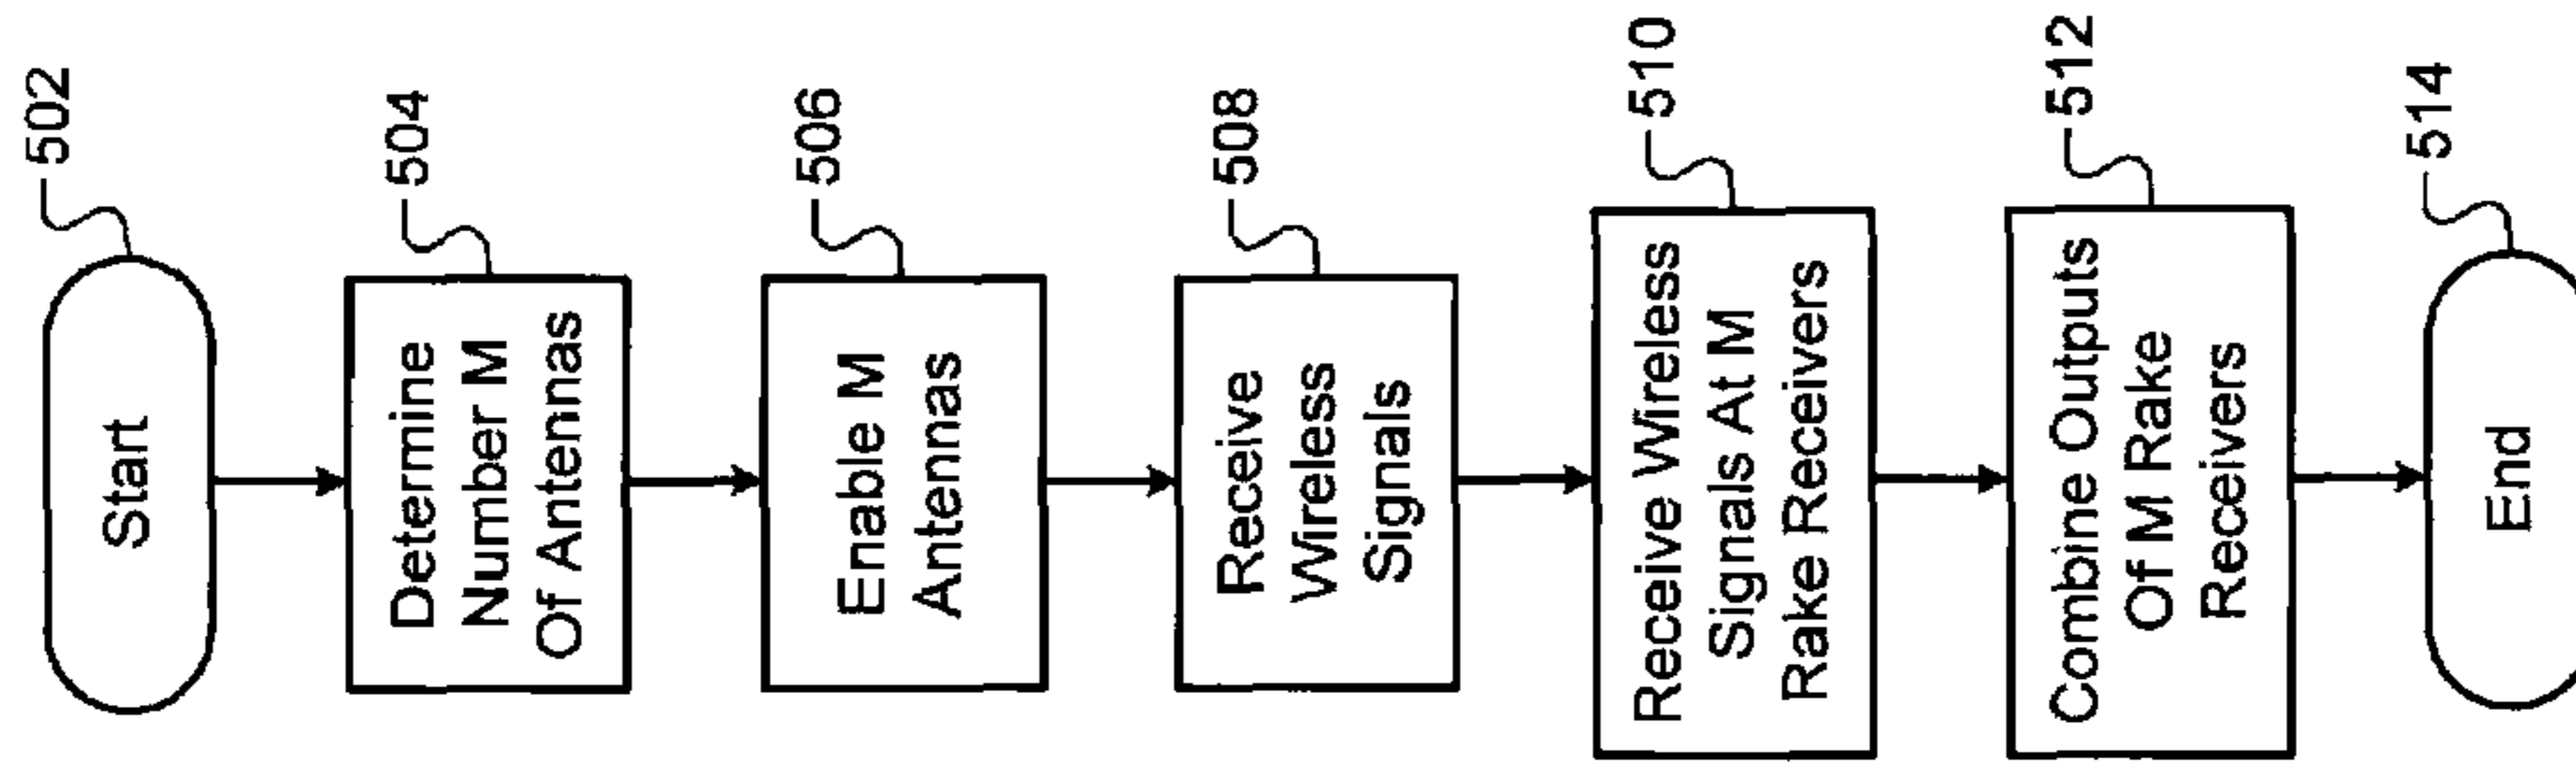 502
Start
504
Determine
Number M
Of Antennas
506
Enable M
Antennas
508
Receive
Wireless
Signals
510
Receive Wireless
Signals At M
Rake Receivers
512
Combine Outputs
Of M Rake
Receivers
514
End